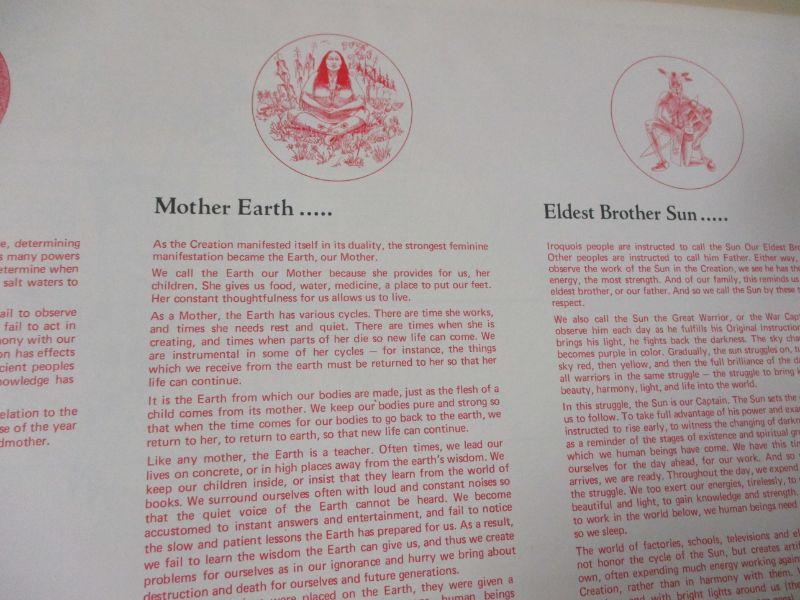 e, determining
s many powers
etermine when
salt waters to
ail to observe
fail to act in
ony with our
on has effects
cient peoples
nowledge has
elation to the
se of the year
dmother.
Mother Earth .....
As the Creation manifested itself in its duality, the strongest feminine
manifestation became the Earth, our Mother.
We call the Earth our Mother because she provides for us, her
children. She gives us food, water, medicine, a place to put our feet.
Her constant thoughtfulness for us allows us to live.
As a Mother, the Earth has various cycles. There are time she works,
and times she needs rest and quiet. There are times when she is
creating, and times when parts of her die so new life can come. We
are instrumental in some of her cycles — for instance, the things
which we receive from the earth must be returned to her so that her
life can continue.
It is the Earth from which our bodies are made, just as the flesh of a
child comes from its mother. We keep our bodies pure and strong so
that when the time comes for our bodies to go back to the earth, we
return to her, to return to earth, so that new life can continue.
Like any mother, the Earth is a teacher. Often times, we lead our
lives on concrete, or in high places away from the earth's wisdom. We
keep our children inside, or insist that they learn from the world of
books. We surround ourselves often with loud and constant noises so
that the quiet voice of the Earth cannot be heard. We become
accustomed to instant answers and entertainment, and fail to notice
the slow and patient lessons the Earth has prepared for us. As a result,
we fail to learn the wisdom the Earth can give us, and thus we create
problems for ourselves as in our ignorance and hurry we bring about
destruction and death for ourselves and future generations.
were placed on the Earth, they were given a
human beings
Eldest Brother Sun .....
Iroquois people are instructed to call the Sun Our Eldest Bro
Other peoples are instructed to call him Father. Either way,
observe the work of the Sun in the Creation, we see he has the
energy, the most strength. And of our family, this reminds us
eldest brother, or our father. And so we call the Sun by these t
respect.
We also call the Sun the Great Warrior, or the War Capt
observe him each day as he fulfills his Original Instruction
brings his light, he fights back the darkness. The sky chan
becomes purple in color. Gradually, the sun struggles on, tu
sky red, then yellow, and then the full brilliance of the da
all warriors in the same struggle — the struggle to bring
beauty, harmony, light, and life into the world.
In this struggle, the Sun is our Captain. The Sun sets the
us to follow. To take full advantage of his power and exam
instructed to rise early, to witness the changing of darkn
as a reminder of the stages of existence and spiritual gr
which we human beings have come. We have this tim
ourselves for the day ahead, for our work. And so
arrives, we are ready. Throughout the day, we expend
the struggle. We too exert our energies, tirelessly, to
beautiful and light, to gain knowledge and strength.
to work in the world below, we human beings need
so we sleep.
The world of factories, schools, televisions and el
not honor the cycle of the Sun, but creates artifi
own, often expending much energy working again
Creation, rather than in harmony with them.
and with bright lights around us (the